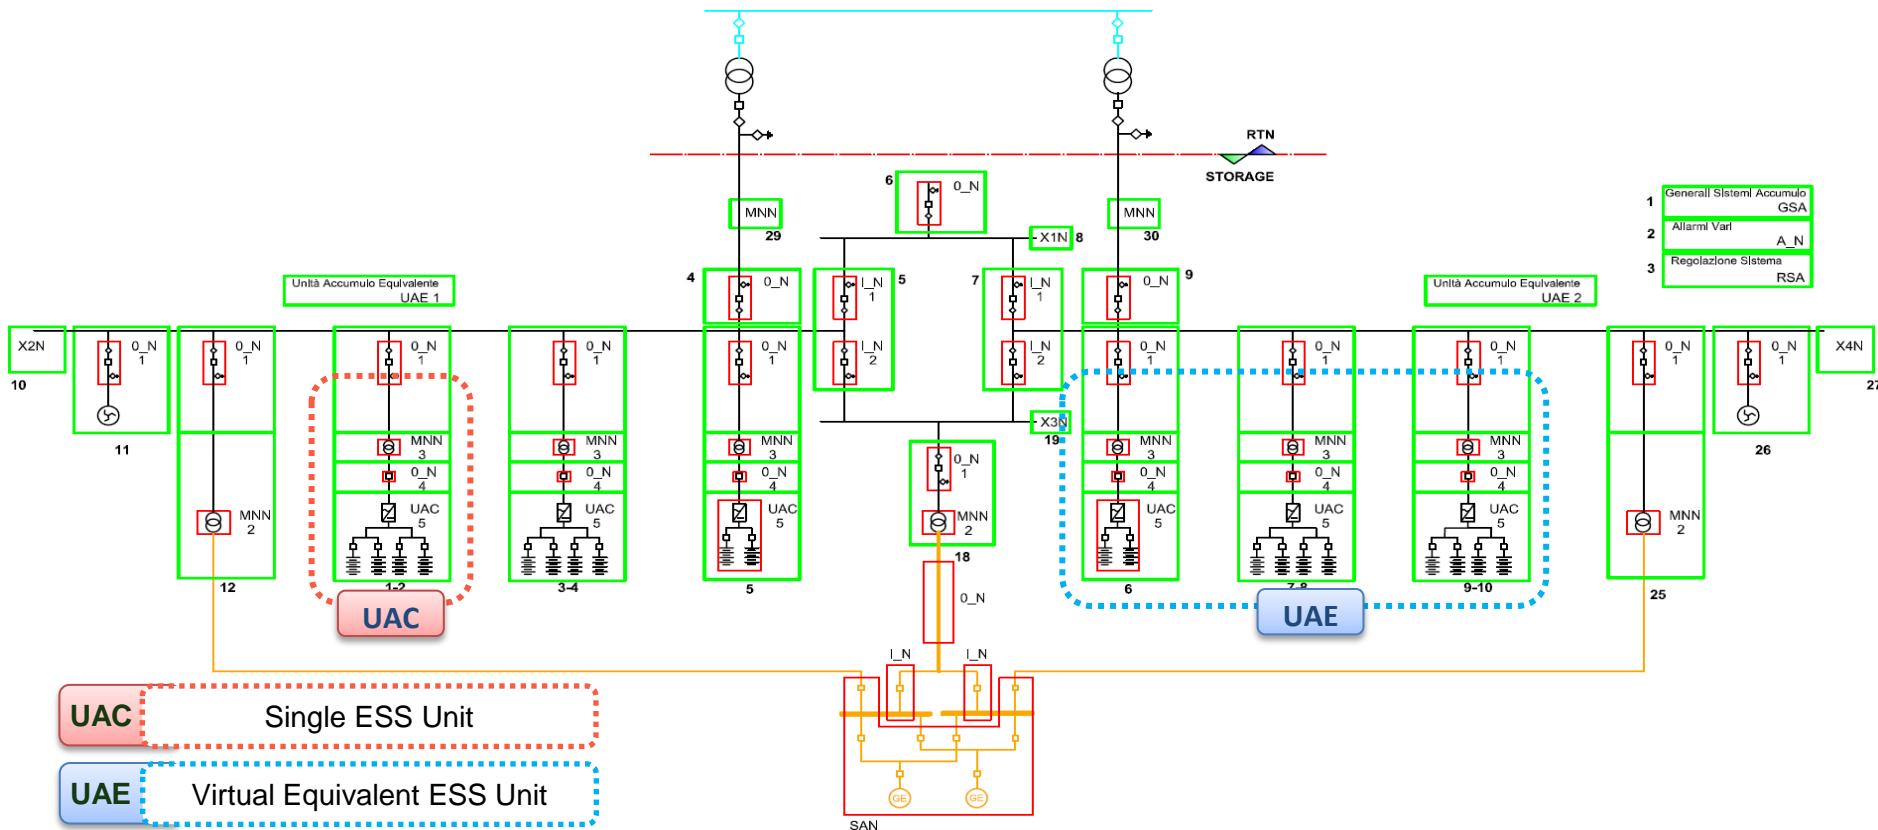 RTN
STORAGE
6
0_N
MNN
29
MNN
30
X1N 8
1
Generali Sistemi Accumulo
GSA
2
Allarmi Vari
A_N
3
Regolazione Sistema
RSA
Unità Accumulo Equivalente
UAE 1
4
0_N
I_N
1
5
7
I_N
1
0_N
9
Unità Accumulo Equivalente
UAE 2
X2N
10
0_N
1
0_N
1
0_N
1
0_N
1
0_N
1
I_N
2
I_N
2
0_N
1
0_N
1
0_N
1
0_N
1
0_N
1
X4N
27
11
X3N
19
26
MNN
3
MNN
3
MNN
3
MNN
3
MNN
3
MNN
3
0_N
4
0_N
4
0_N
4
0_N
1
0_N
4
0_N
4
0_N
4
MNN
2
UAC
5
UAC
5
UAC
5
MNN
2
UAC
5
UAC
5
UAC
5
MNN
2
12
1-2
3-4
5
18
6
7-8
9-10
25
UAC
0_N
UAE
I_N
I_N
UAC
Single ESS Unit
UAE
Virtual Equivalent ESS Unit
GE
GE
SAN